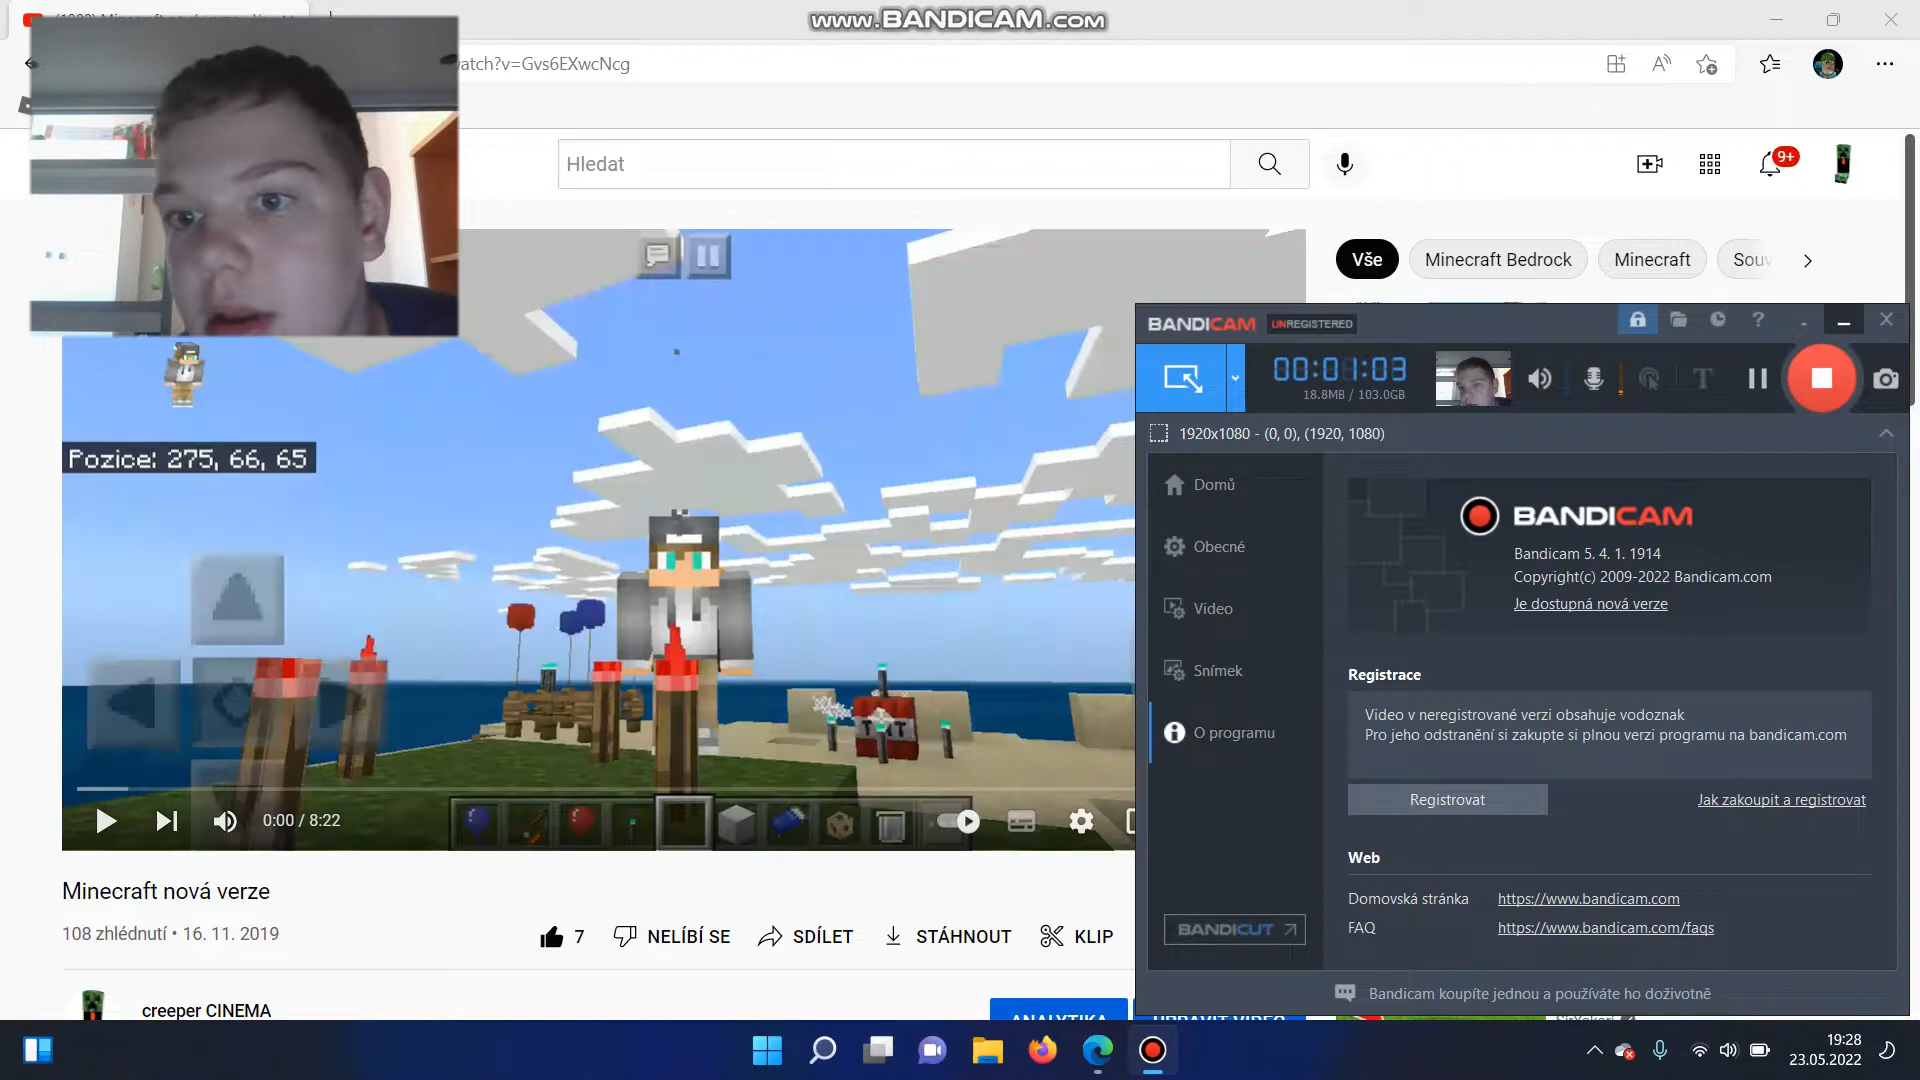 www.BANDICAM.com
watch?v=Gvs6EXwcNcg
Hledat
9+
Vše
Minecraft Bedrock
Minecraft
Souv
Pozice: 275, 66, 65
0:00 / 8:22
Minecraft nová verze
108 zhlédnutí • 16. 11. 2019
7
NELÍBÍ SE
SDÍLET
STÁHNOUT
KLIP
creeper CINEMA
ANALYTIKA
UPRAVIT VIDEO
BANDICAM
UNREGISTERED
00:01:03
18.8MB / 103.0GB
1920x1080 - (0, 0), (1920, 1080)
Domů
Obecné
Video
Snímek
O programu
BANDICUT
BANDICAM
Bandicam 5. 4. 1. 1914
Copyright(c) 2009-2022 Bandicam.com
Je dostupná nová verze
Registrace
Video v neregistrované verzi obsahuje vodoznak
Pro jeho odstranění si zakupte si plnou verzi programu na bandicam.com
Registrovat
Jak zakoupit a registrovat
Web
Domovská stránka
https://www.bandicam.com
FAQ
https://www.bandicam.com/faqs
Bandicam koupíte jednou a používáte ho doživotně
19:28
23.05.2022